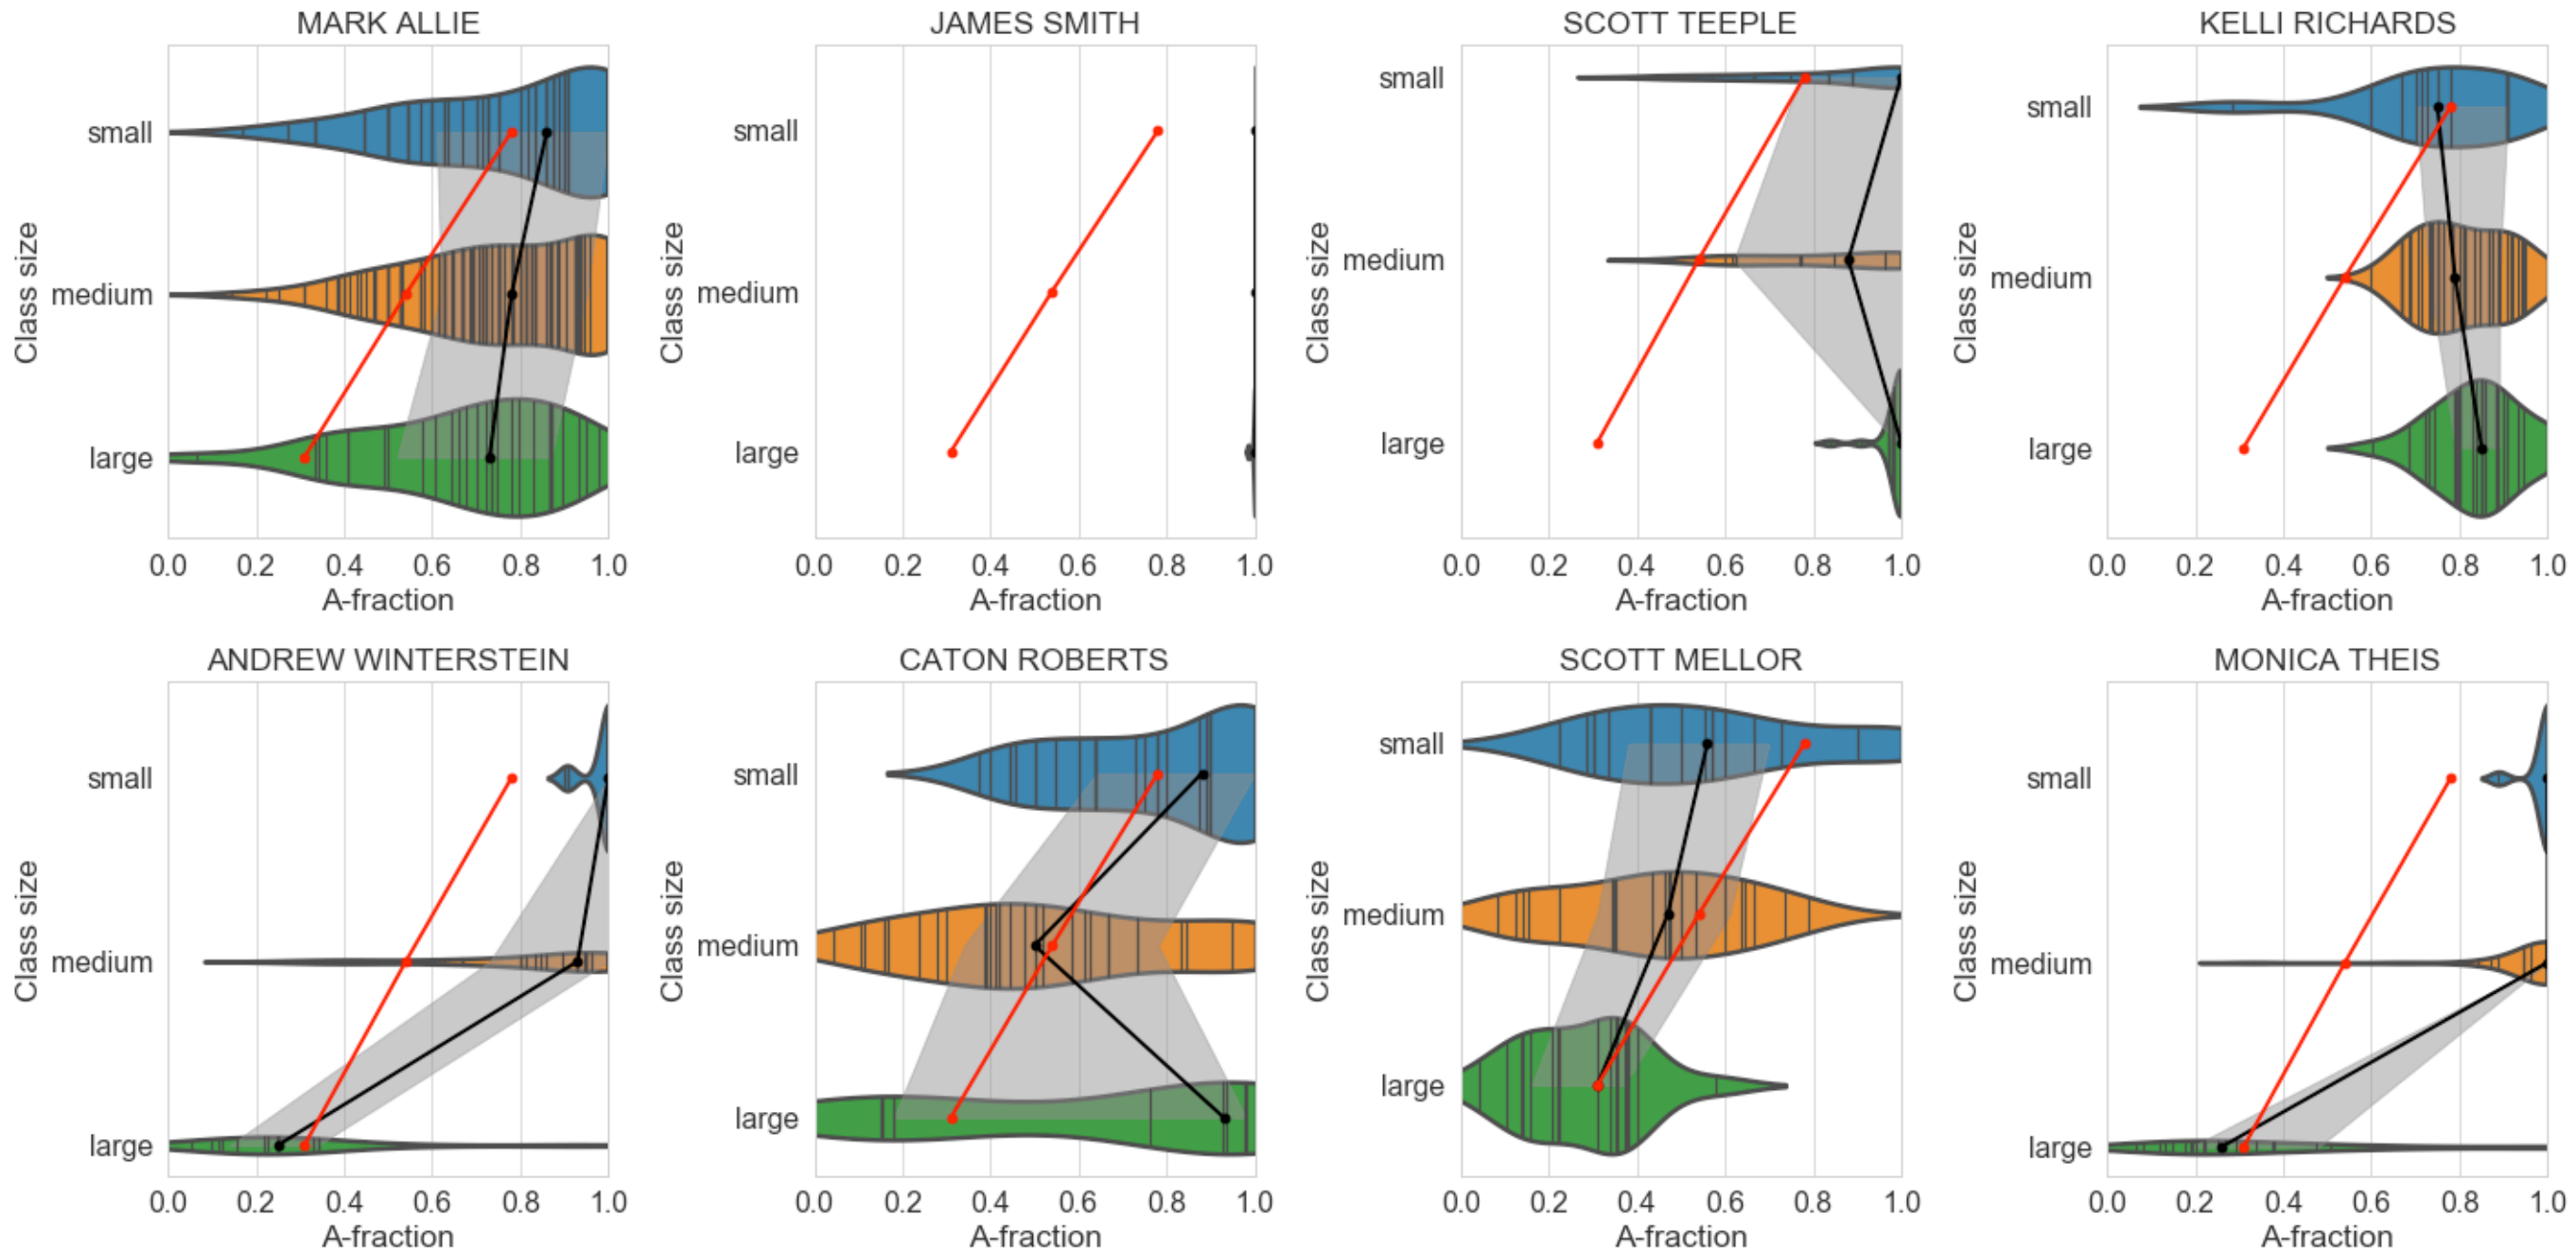 MARK ALLIE
JAMES SMITH
SCOTT TEEPLE
KELLI RICHARDS
Class size
small
medium
large
0.0 0.2 0.4 0.6 0.8 1.0
A-fraction
Class size
small
medium
large
0.0 0.2 0.4 0.6 0.8 1.0
A-fraction
Class size
small
medium
large
0.0 0.2 0.4 0.6 0.8 1.0
A-fraction
Class size
small
medium
large
0.0 0.2 0.4 0.6 0.8 1.0
A-fraction
ANDREW WINTERSTEIN
CATON ROBERTS
SCOTT MELLOR
MONICA THEIS
Class size
small
medium
large
0.0 0.2 0.4 0.6 0.8 1.0
A-fraction
Class size
small
medium
large
0.0 0.2 0.4 0.6 0.8 1.0
A-fraction
Class size
small
medium
large
0.0 0.2 0.4 0.6 0.8 1.0
A-fraction
Class size
small
medium
large
0.0 0.2 0.4 0.6 0.8 1.0
A-fraction